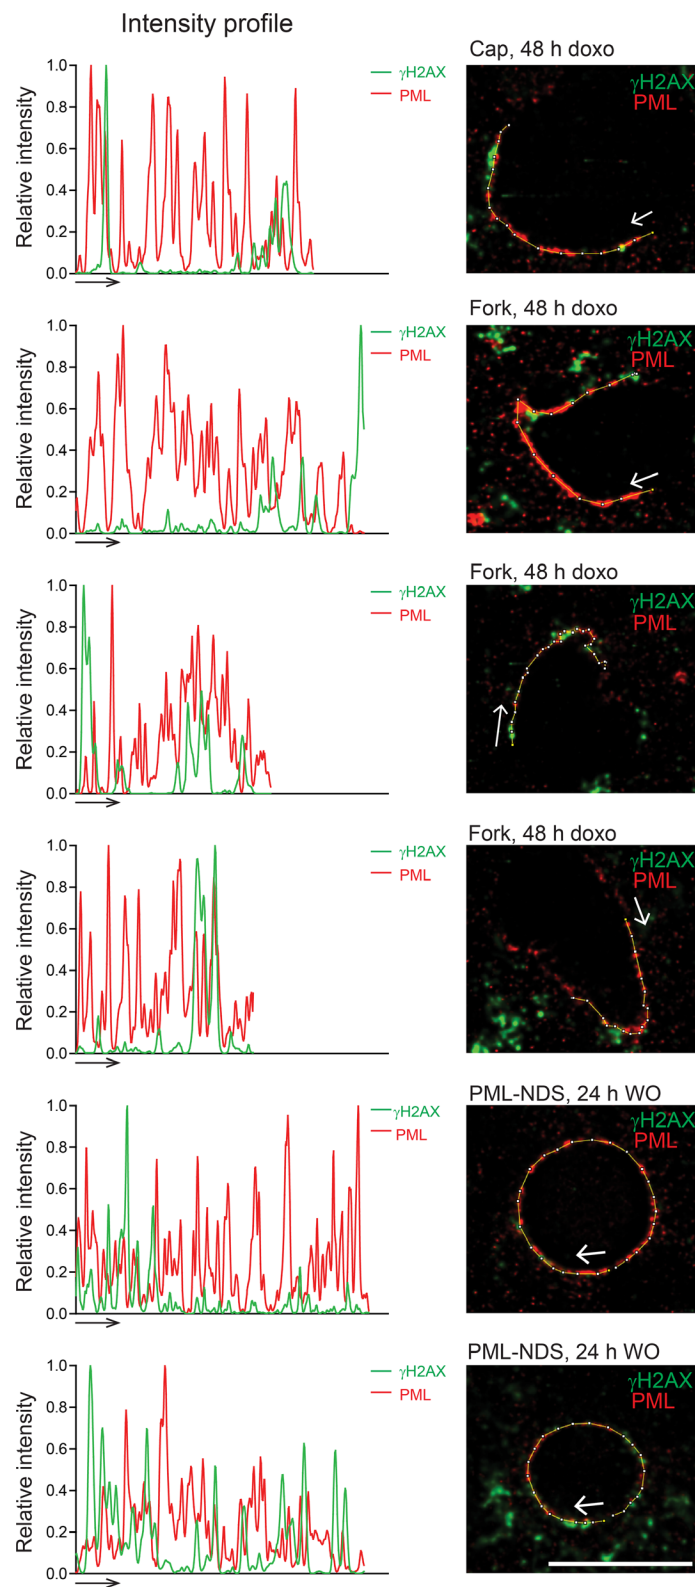 Intensity profile
Cap, 48 h doxo
Relative intensity
1.0
0.8
0.6
0.4
0.2
0.0
γH2AX
PML
γH2AX
PML
Fork, 48 h doxo
Relative intensity
1.0
0.8
0.6
0.4
0.2
0.0
γH2AX
PML
γH2AX
PML
Fork, 48 h doxo
Relative intensity
1.0
0.8
0.6
0.4
0.2
0.0
γH2AX
PML
γH2AX
PML
Fork, 48 h doxo
Relative intensity
1.0
0.8
0.6
0.4
0.2
0.0
γH2AX
PML
γH2AX
PML
PML-NDS, 24 h WO
Relative intensity
1.0
0.8
0.6
0.4
0.2
0.0
γH2AX
PML
γH2AX
PML
PML-NDS, 24 h WO
Relative intensity
1.0
0.8
0.6
0.4
0.2
0.0
γH2AX
PML
γH2AX
PML